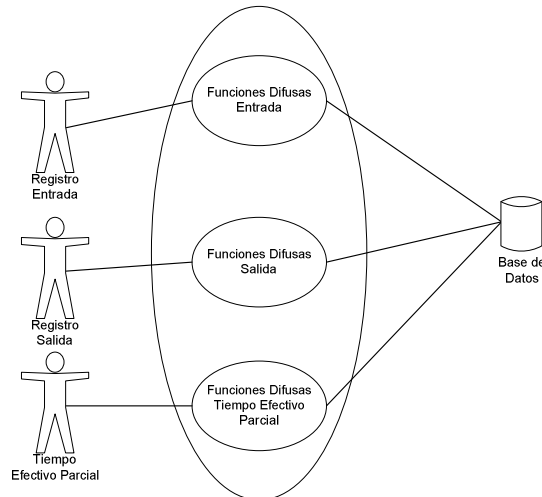 Funciones Difusas
Entrada
Registro
Entrada
Funciones Difusas
Salida
Base de
Datos
Registro
Salida
Funciones Difusas
Tiempo Efectivo
Parcial
Tiempo
Efectivo Parcial